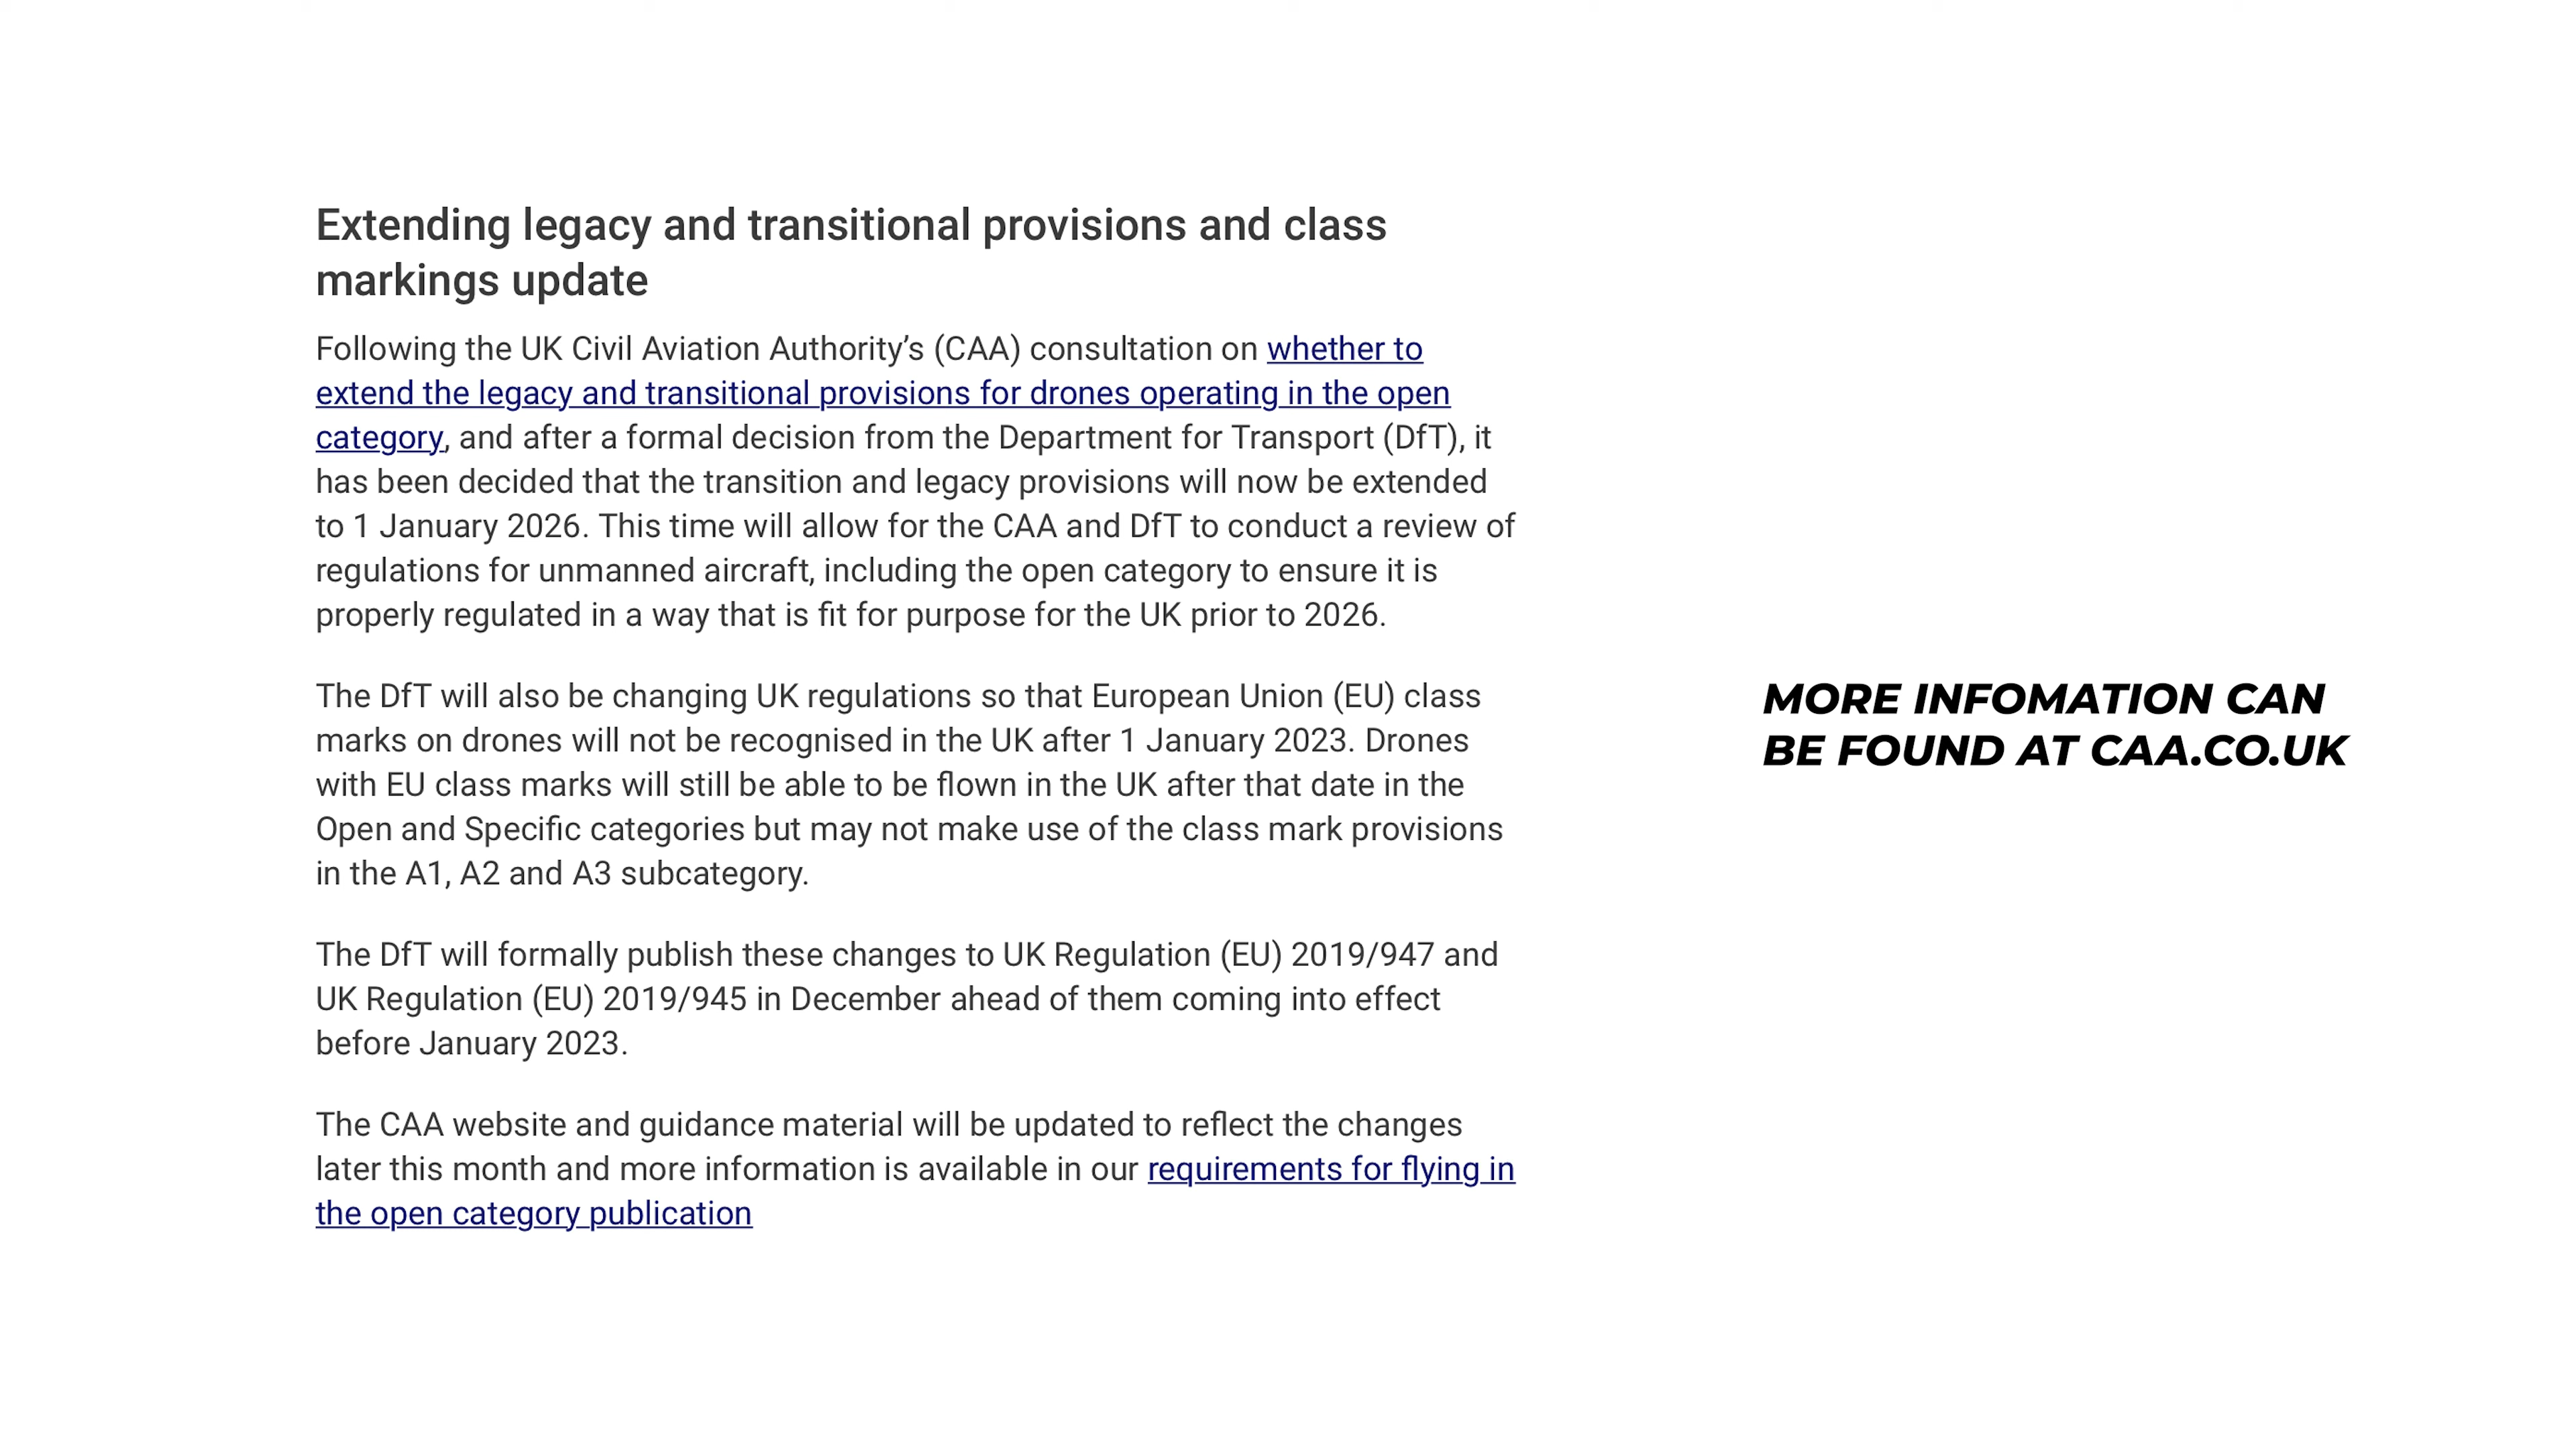 Extending legacy and transitional provisions and class
markings update
Following the UK Civil Aviation Authority’s (CAA) consultation on whether to
extend the legacy and transitional provisions for drones operating in the open
category, and after a formal decision from the Department for Transport (DfT), it
has been decided that the transition and legacy provisions will now be extended
to 1 January 2026. This time will allow for the CAA and DfT to conduct a review of
regulations for unmanned aircraft, including the open category to ensure it is
properly regulated in a way that is fit for purpose for the UK prior to 2026.
The DfT will also be changing UK regulations so that European Union (EU) class
marks on drones will not be recognised in the UK after 1 January 2023. Drones
with EU class marks will still be able to be flown in the UK after that date in the
Open and Specific categories but may not make use of the class mark provisions
in the A1, A2 and A3 subcategory.
The DfT will formally publish these changes to UK Regulation (EU) 2019/947 and
UK Regulation (EU) 2019/945 in December ahead of them coming into effect
before January 2023.
The CAA website and guidance material will be updated to reflect the changes
later this month and more information is available in our requirements for flying in
the open category publication
MORE INFOMATION CAN
BE FOUND AT CAA.CO.UK